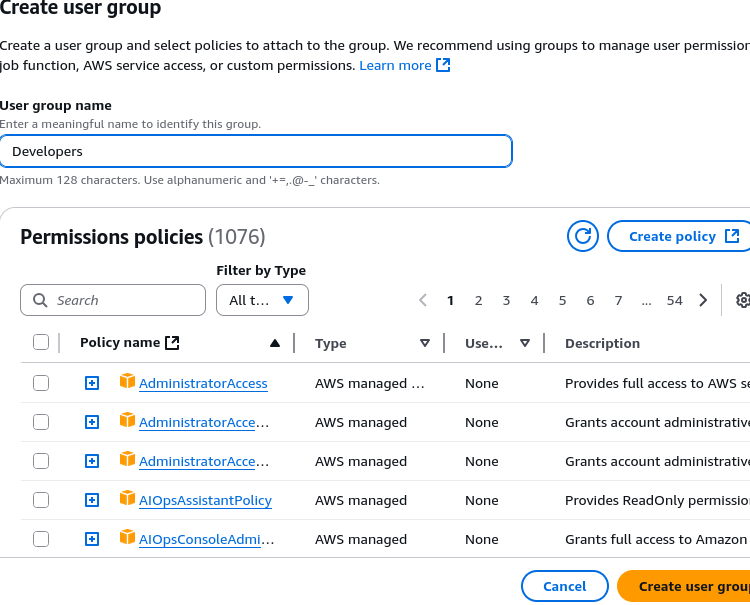 Create user group
Create a user group and select policies to attach to the group. We recommend using groups to manage user permission
job function, AWS service access, or custom permissions. Learn more
User group name
Enter a meaningful name to identify this group.
Developers
Maximum 128 characters. Use alphanumeric and '+=,.@-_' characters.
Permissions policies (1076)
Create policy
Filter by Type
Search
All t...
1 2 3 4 5 6 7 ... 54
Policy name Type Use... Description
AdministratorAccess AWS managed ... None Provides full access to AWS se
AdministratorAcce... AWS managed None Grants account administrative
AdministratorAcce... AWS managed None Grants account administrative
AIOpsAssistantPolicy AWS managed None Provides ReadOnly permissio
AIOpsConsoleAdmi... AWS managed None Grants full access to Amazon
Cancel Create user group